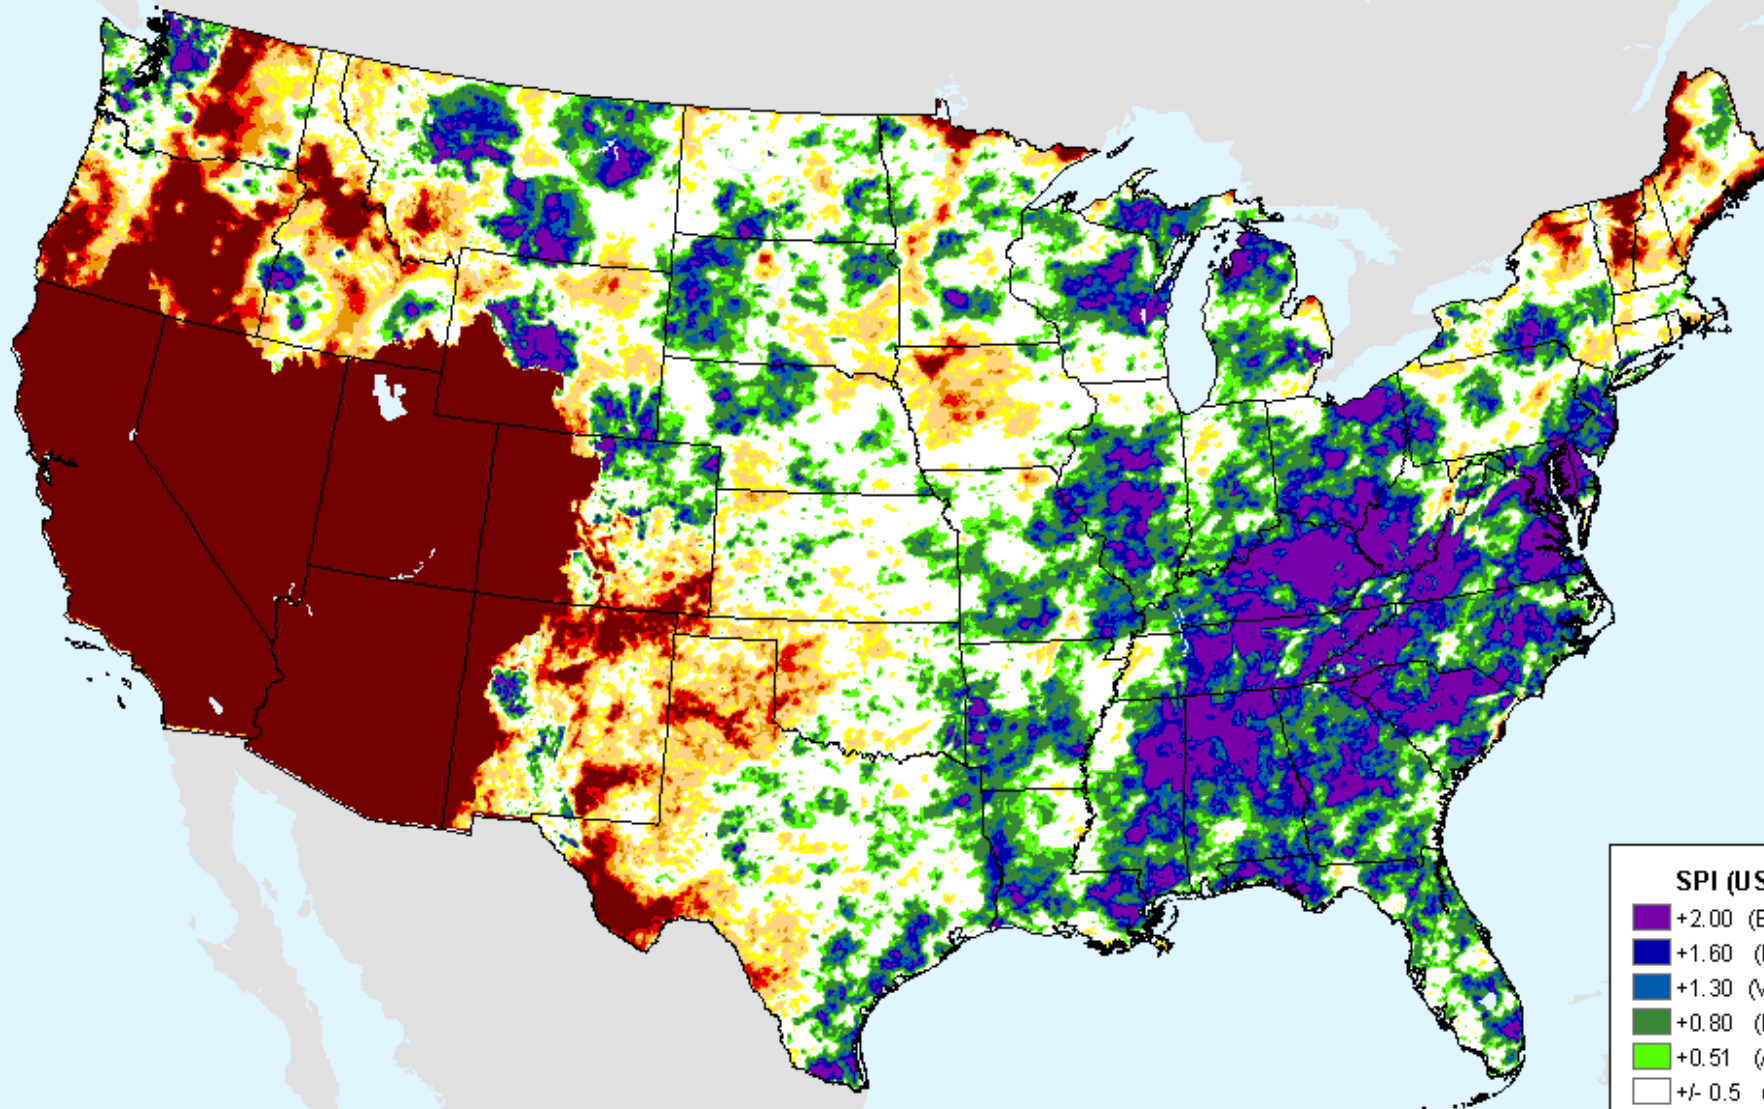 SPI (US
+2.00 (E
+1.60 (
+1.30 (V
+0.80 (
+0.51 (
+/- 0.5